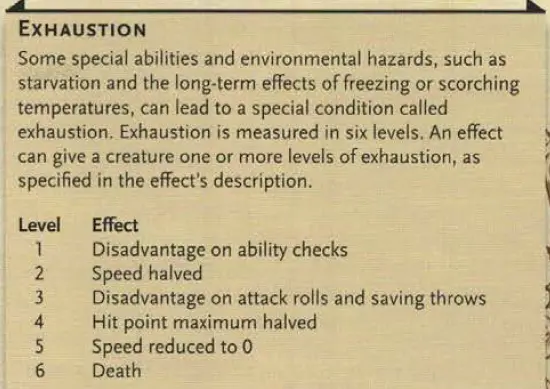 EXHAUSTION
Some special abilities and environmental hazards, such as
starvation and the long-term effects of freezing or scorching
temperatures, can lead to a special condition called
exhaustion. Exhaustion is measured in six levels. An effect
can give a creature one or more levels of exhaustion, as
specified in the effect's description.
Level Effect
1 Disadvantage on ability checks
2 Speed halved
3 Disadvantage on attack rolls and saving throws
4 Hit point maximum halved
5 Speed reduced to 0
6 Death